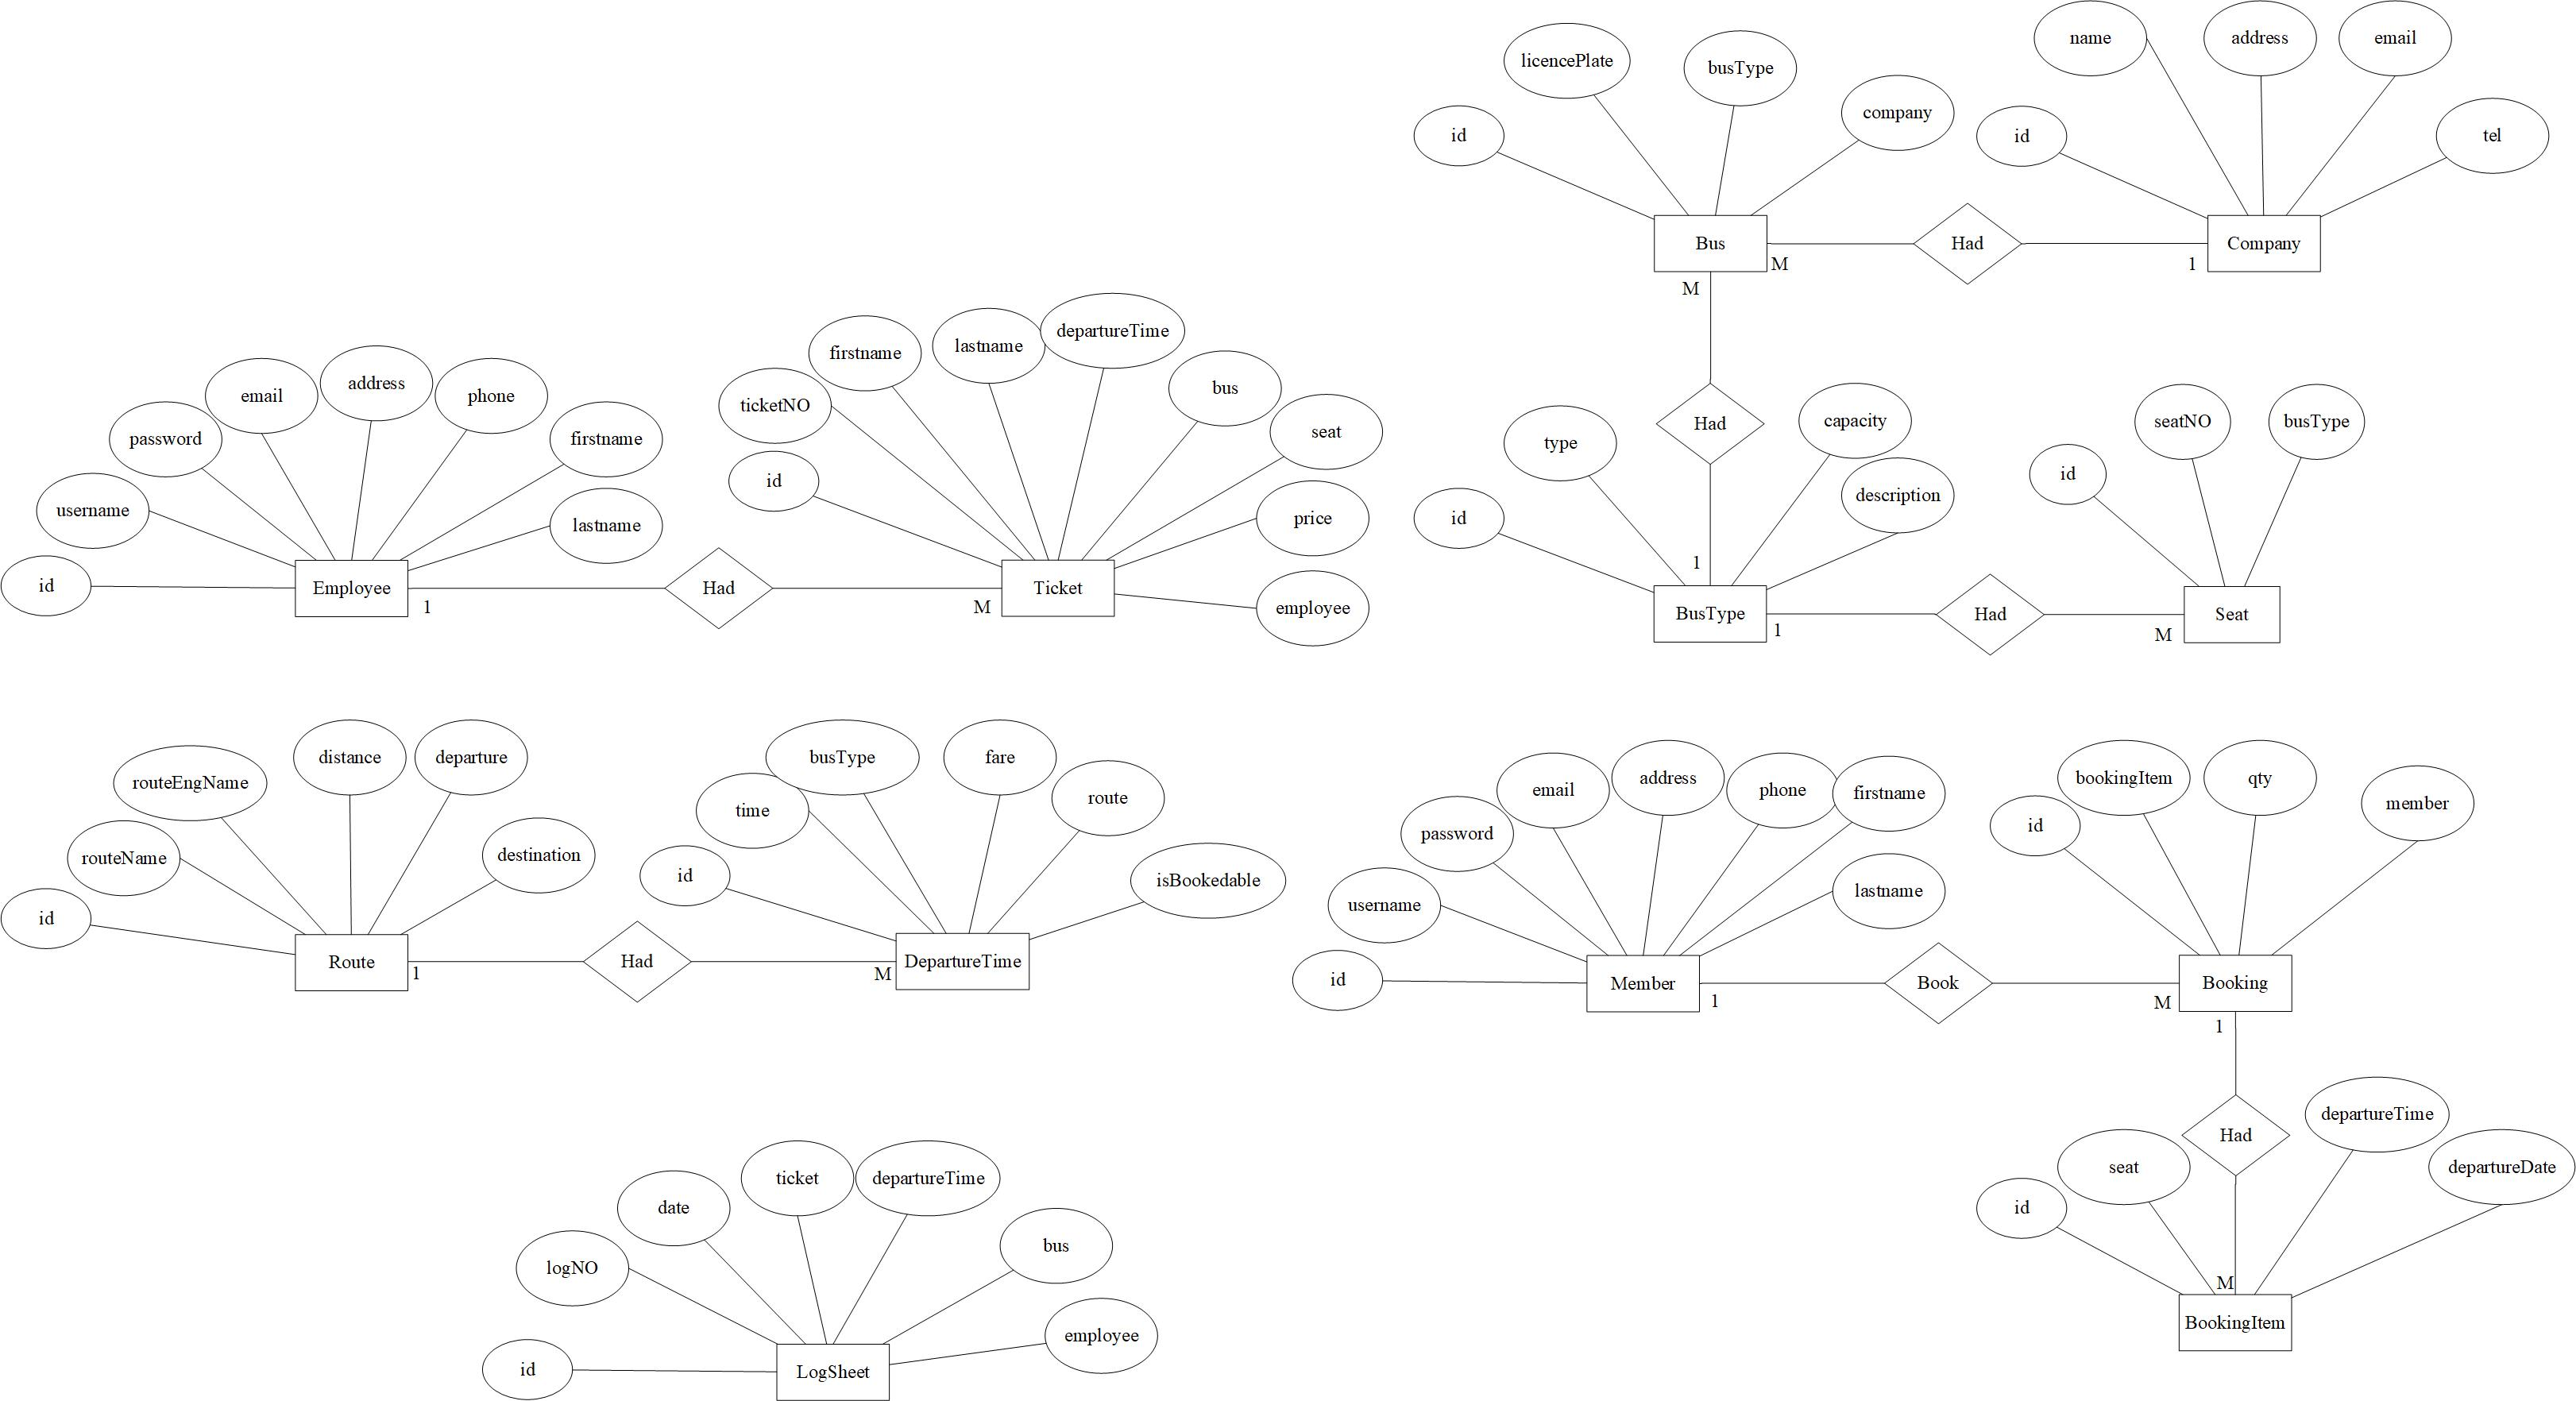 licencePlate
busType
company
id
Bus
M
M
Had
name
address
email
tel
id
Company
1
Had
1
type
capacity
description
id
BusType
1
Had
M
seatNO
busType
id
Seat
email
address
phone
password
firstname
username
lastname
id
Employee
1
Had
M
firstname
lastname
departureTime
ticketNO
bus
seat
id
price
employee
Ticket
routeEngName
distance
departure
routeName
destination
id
Route
1
Had
M
busType
fare
time
route
id
isBookedable
DepartureTime
email
address
phone
firstname
password
username
lastname
id
Member
1
Book
M
bookingItem
qty
member
id
Booking
1
Had
M
departureTime
seat
departureDate
id
BookingItem
ticket
departureTime
date
bus
logNO
employee
id
LogSheet